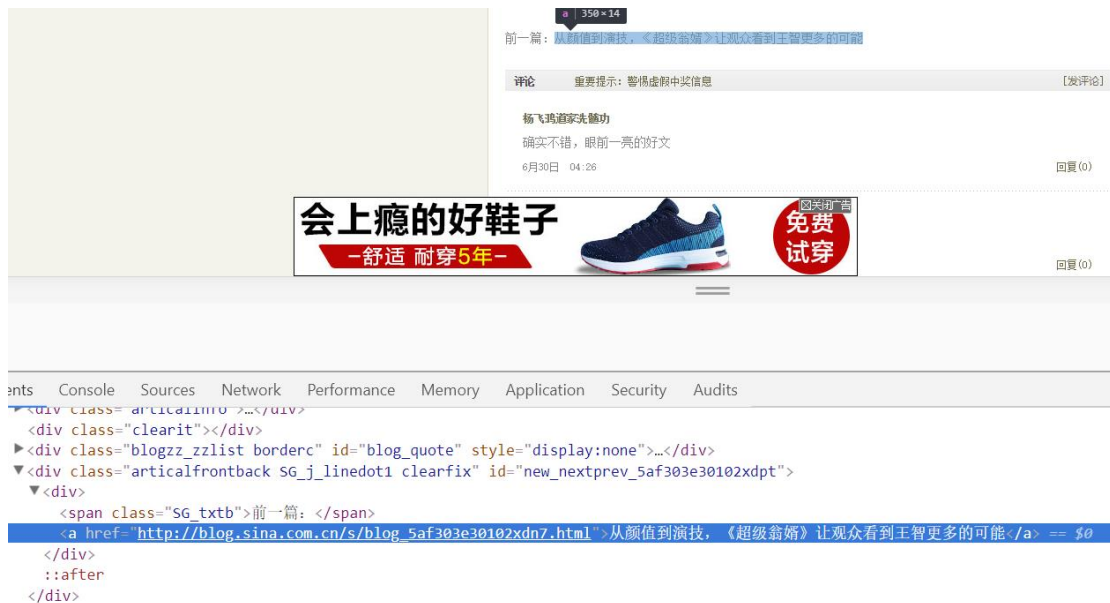 a | 350×14
前一篇：从颜值到演技，《超级翁婿》让观众看到王智更多的可能
评论 重要提示：警惕虚假中奖信息 [发评论]
杨飞鸿道家洗髓功
确实不错，眼前一亮的好文
6月30日 04:26 回复(0)
会上瘾的好鞋子
关闭广告
免费
试穿
-舒适 耐穿5年-
回复(0)
ents Console Sources Network Performance Memory Application Security Audits
▶<div class="articalinfo">…</div>
<div class="clearit"></div>
▶<div class="blogzz_zzlist borderc" id="blog_quote" style="display:none">…</div>
▼<div class="articalfrontback SG_j_linedot1 clearfix" id="new_nextprev_5af303e30102xdpt">
▼<div>
<span class="SG_txtb">前一篇：</span>
<a href="http://blog.sina.com.cn/s/blog_5af303e30102xdn7.html">从颜值到演技，《超级翁婿》让观众看到王智更多的可能</a> == $0
</div>
::after
</div>